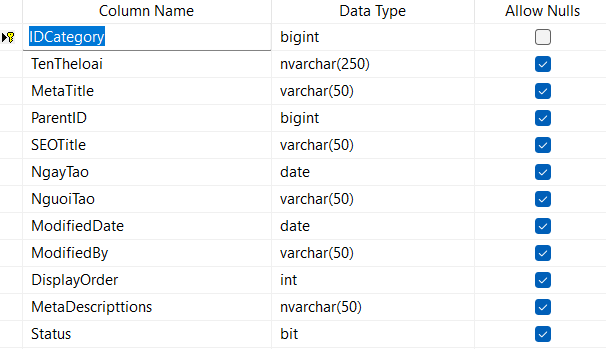 Column Name Data Type Allow Nulls
IDCategory bigint
TenTheloai nvarchar(250)
MetaTitle varchar(50)
ParentID bigint
SEOTitle varchar(50)
NgayTao date
NguoiTao varchar(50)
ModifiedDate date
ModifiedBy varchar(50)
DisplayOrder int
MetaDescripttions nvarchar(50)
Status bit